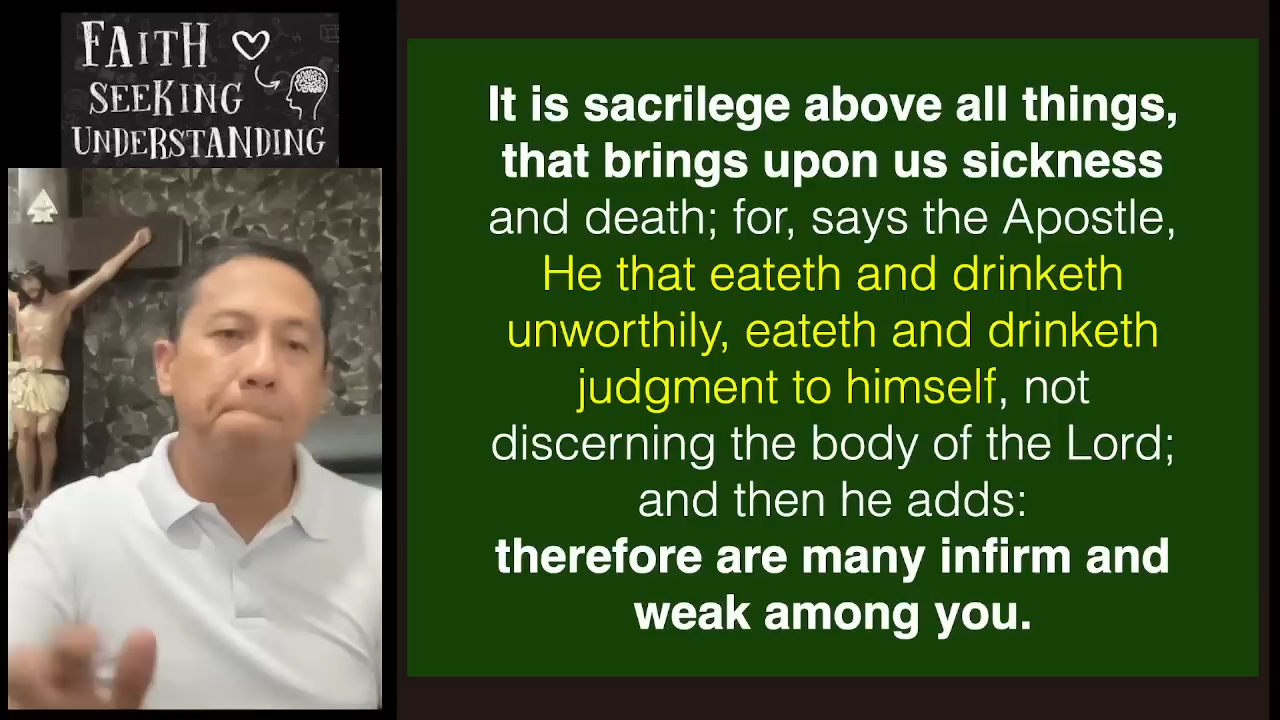 FAITH
SEEKING
UNDERSTANDING
It is sacrilege above all things,
that brings upon us sickness
and death; for, says the Apostle,
He that eateth and drinketh
unworthily, eateth and drinketh
judgment to himself, not
discerning the body of the Lord;
and then he adds:
therefore are many infirm and
weak among you.